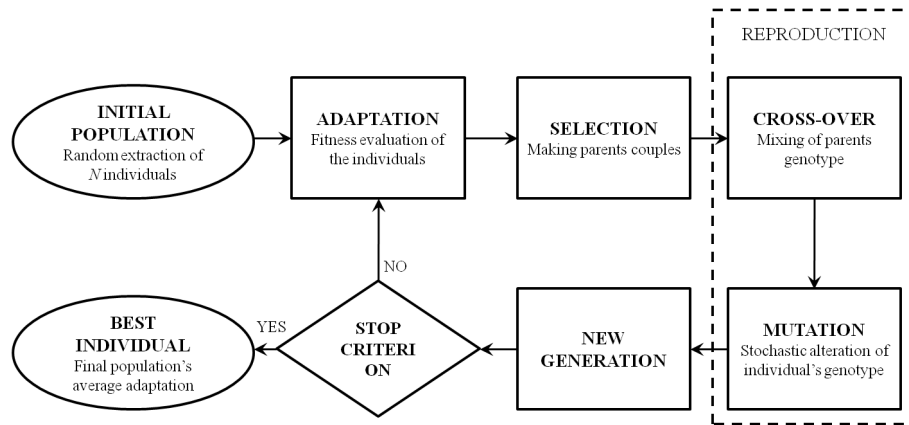 REPRODUCTION
INITIAL
POPULATION
Random extraction of
N individuals
ADAPTATION
Fitness evaluation of
the individuals
SELECTION
Making parents couples
CROSS-OVER
Mixing of parents
genotype
NO
BEST
INDIVIDUAL
Final population's
average adaptation
YES
STOP
CRITERI
ON
NEW
GENERATION
MUTATION
Stochastic alteration of
individual's genotype